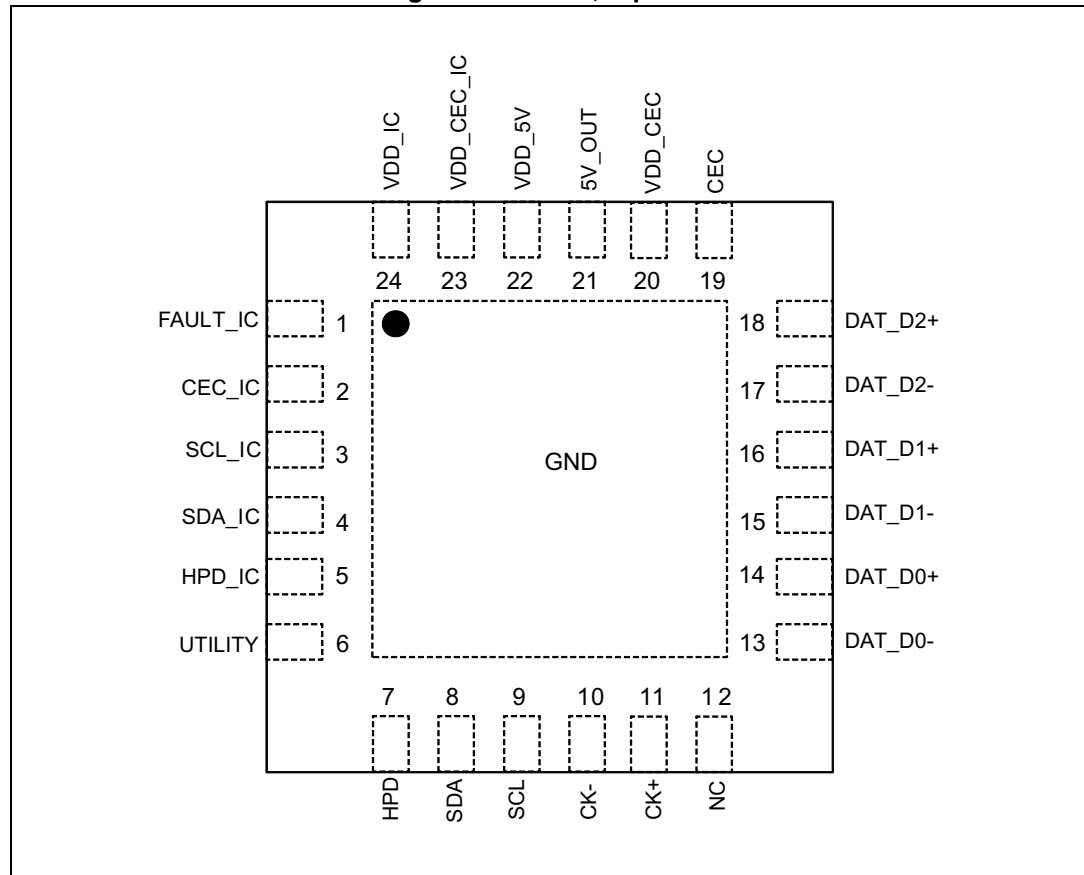 VDD_IC
VDD_CEC_IC
VDD_5V
5V_OUT
VDD_CEC
CEC
24 23 22 21 20 19
FAULT_IC 1
18 DAT_D2+
CEC_IC 2
17 DAT_D2-
SCL_IC 3
16 DAT_D1+
GND
SDA_IC 4
15 DAT_D1-
HPD_IC 5
14 DAT_D0+
UTILITY 6
13 DAT_D0-
7 8 9 10 11 12
HPD
SDA
SCL
CK-
CK+
NC